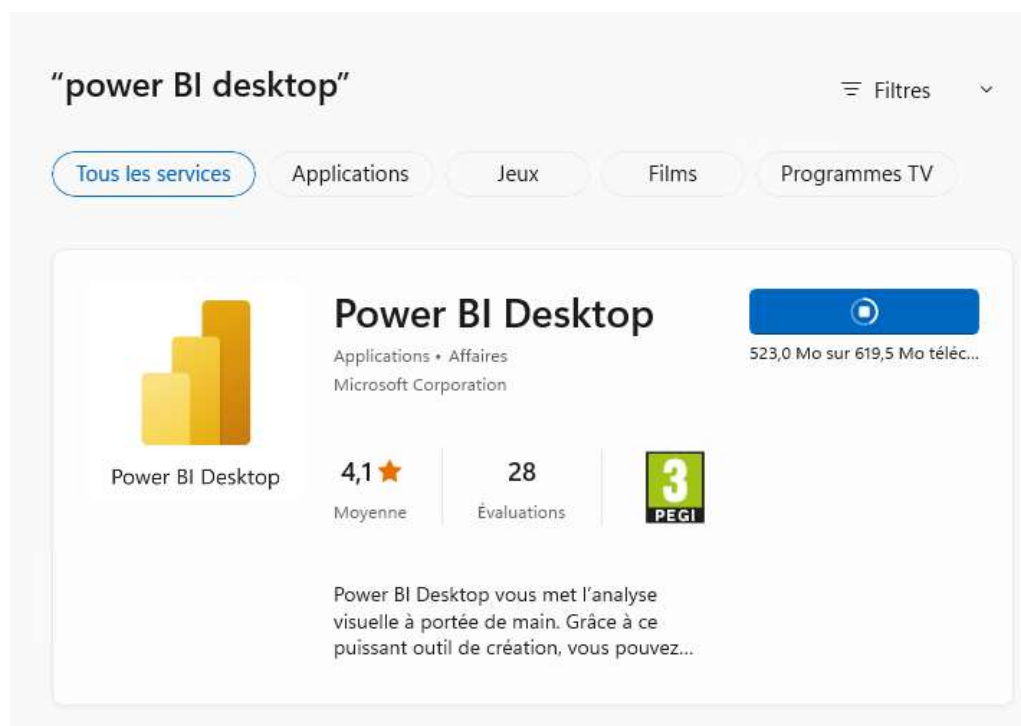 “power BI desktop”
Filtres
Tous les services
Applications
Jeux
Films
Programmes TV
Power BI Desktop
Power BI Desktop
Applications • Affaires
Microsoft Corporation
523,0 Mo sur 619,5 Mo téléc...
4,1
Moyenne
28
Évaluations
3
PEGI
Power BI Desktop vous met l’analyse
visuelle à portée de main. Grâce à ce
puissant outil de création, vous pouvez...